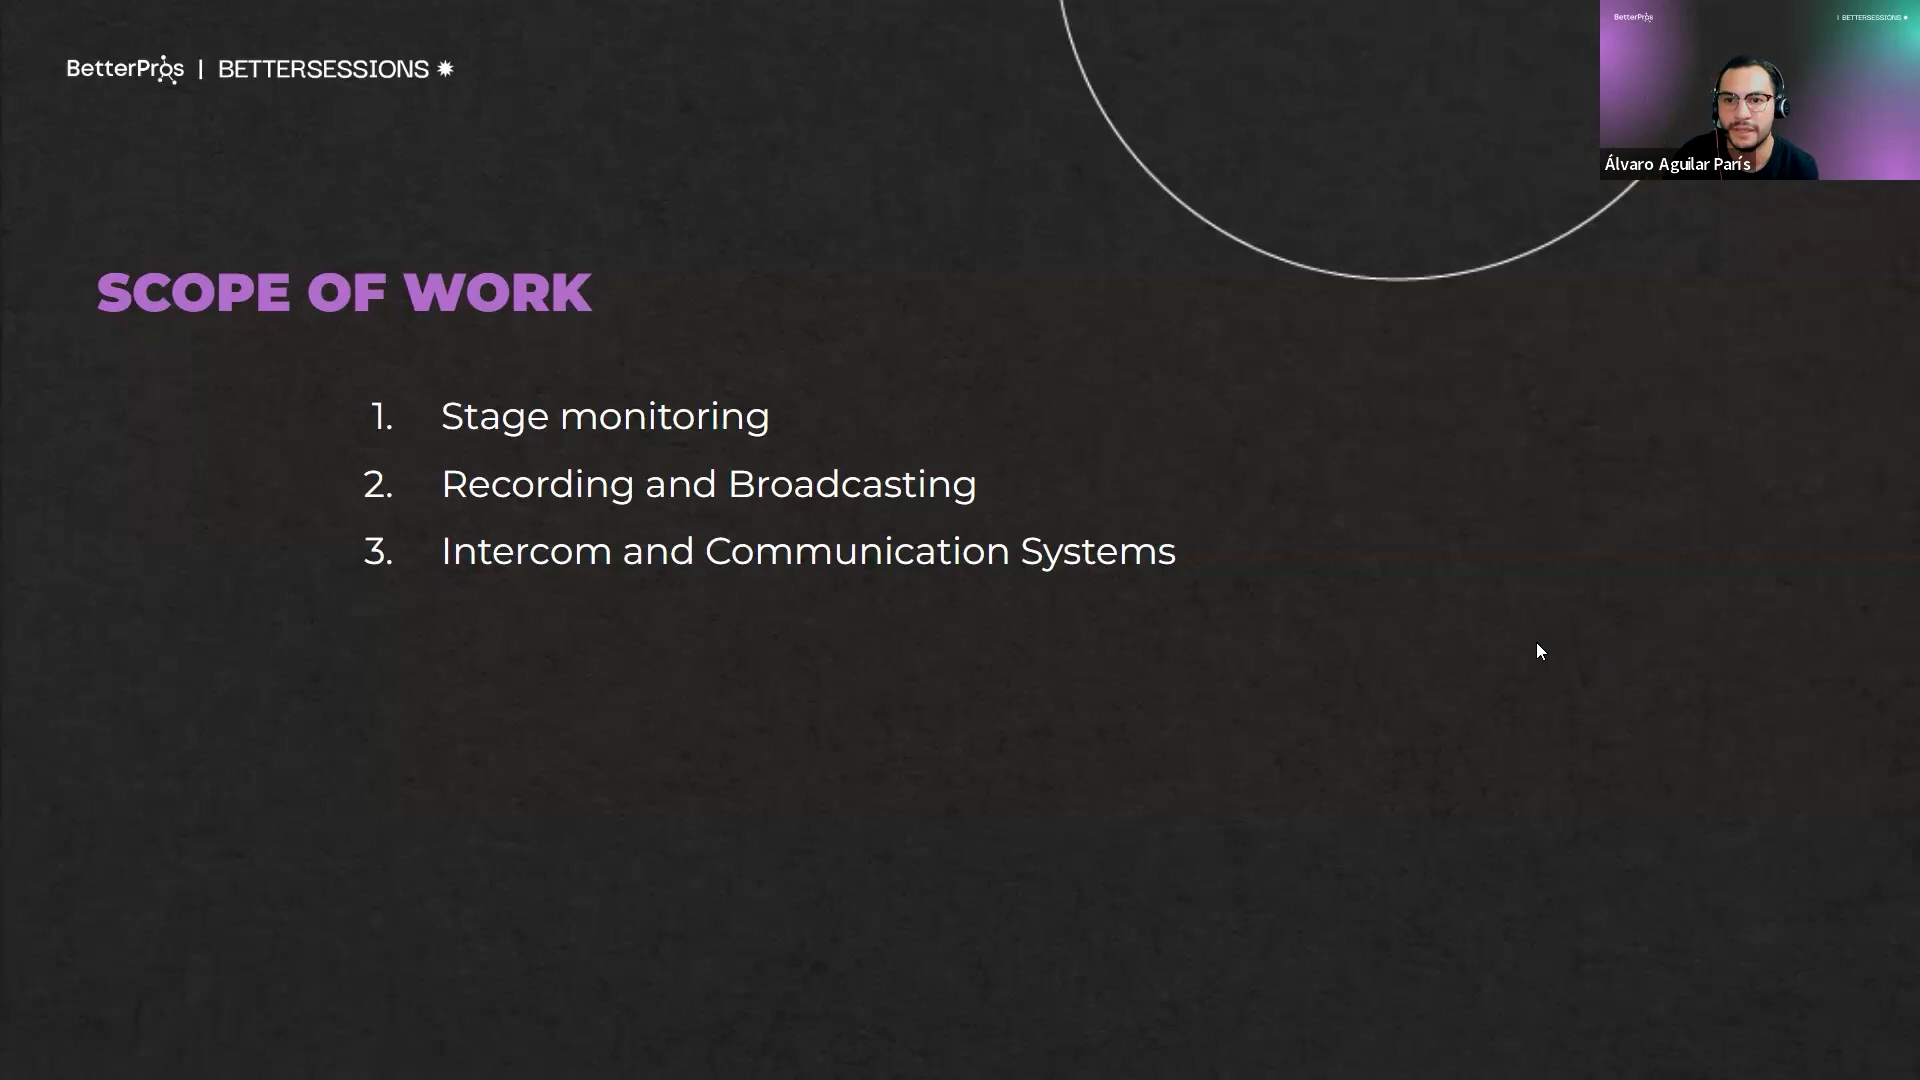 BetterPros | BETTERSESSIONS
BetterPros
| BETTERSESSIONS
Álvaro Aguilar París
SCOPE OF WORK
1. Stage monitoring
2. Recording and Broadcasting
3. Intercom and Communication Systems